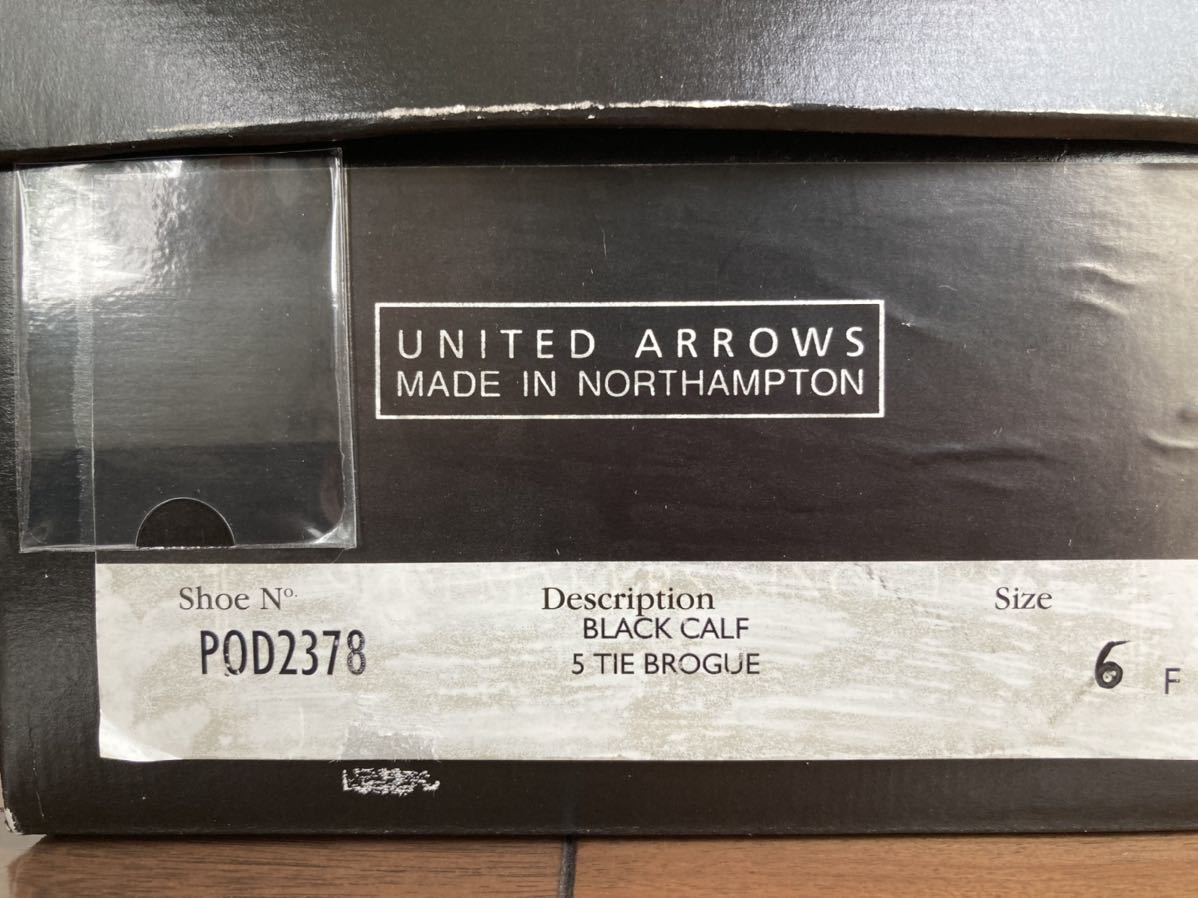 UNITED ARROWS
MADE IN NORTHAMPTON
Shoe Nº.
POD2378
Description
BLACK CALF
5 TIE BROGUE
Size
6 F